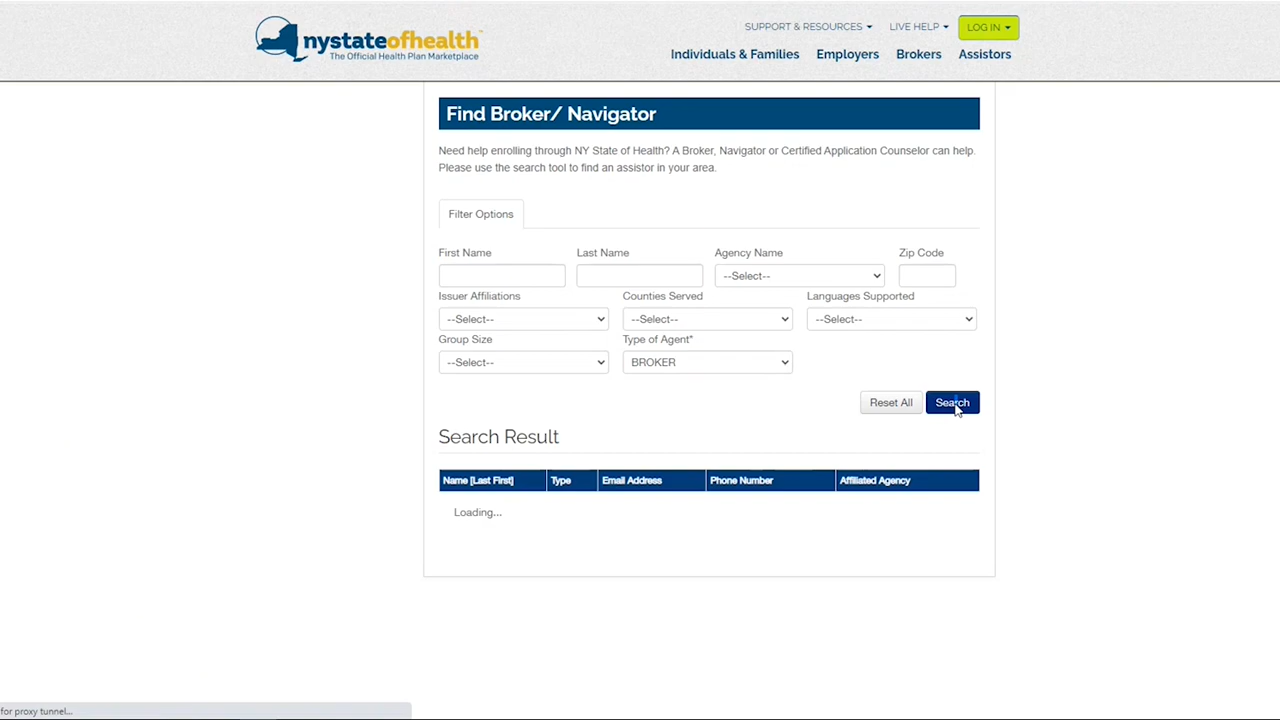 SUPPORT & RESOURCES LIVE HELP LOG IN
nystateofhealth™
The Official Health Plan Marketplace
Individuals & Families Employers Brokers Assistors
Find Broker/ Navigator
Need help enrolling through NY State of Health? A Broker, Navigator or Certified Application Counselor can help.
Please use the search tool to find an assistor in your area.
Filter Options
First Name Last Name Agency Name Zip Code
--Select--
Issuer Affiliations Counties Served Languages Supported
--Select-- --Select-- --Select--
Group Size Type of Agent*
--Select-- BROKER
Reset All Search
Search Result
Name [Last First] Type Email Address Phone Number Affiliated Agency
Loading...
for proxy tunnel...